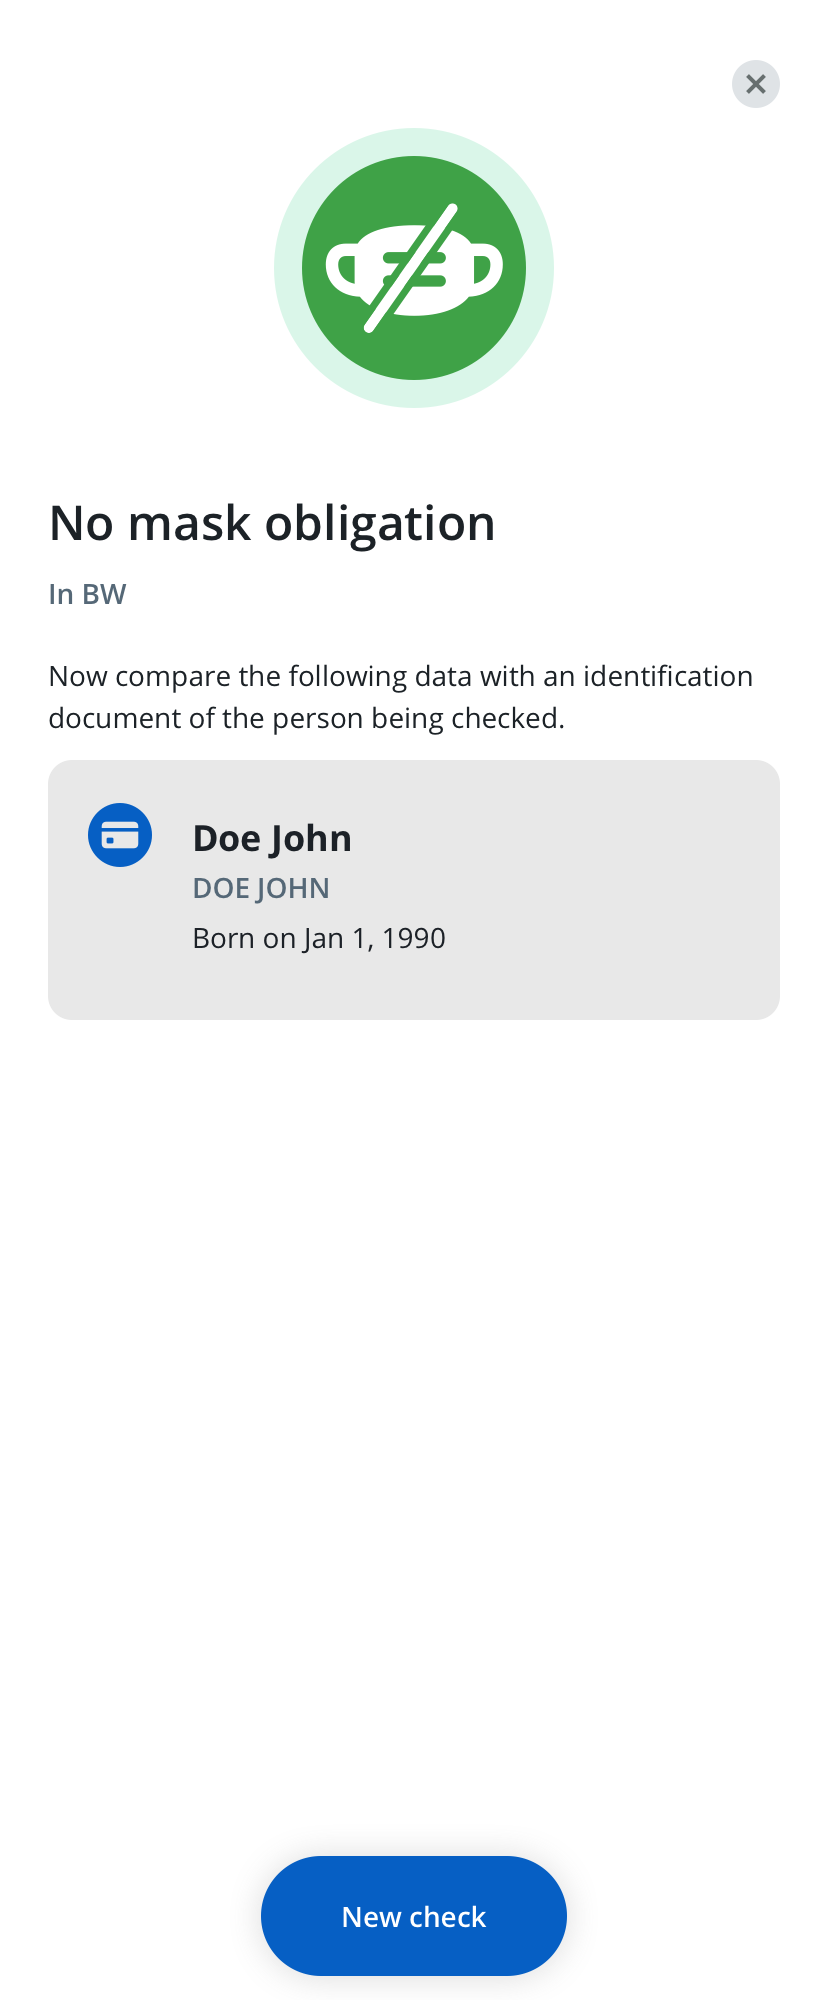 No mask obligation
In BW
Now compare the following data with an identification
document of the person being checked.
Doe John
DOE JOHN
Born on Jan 1, 1990
New check